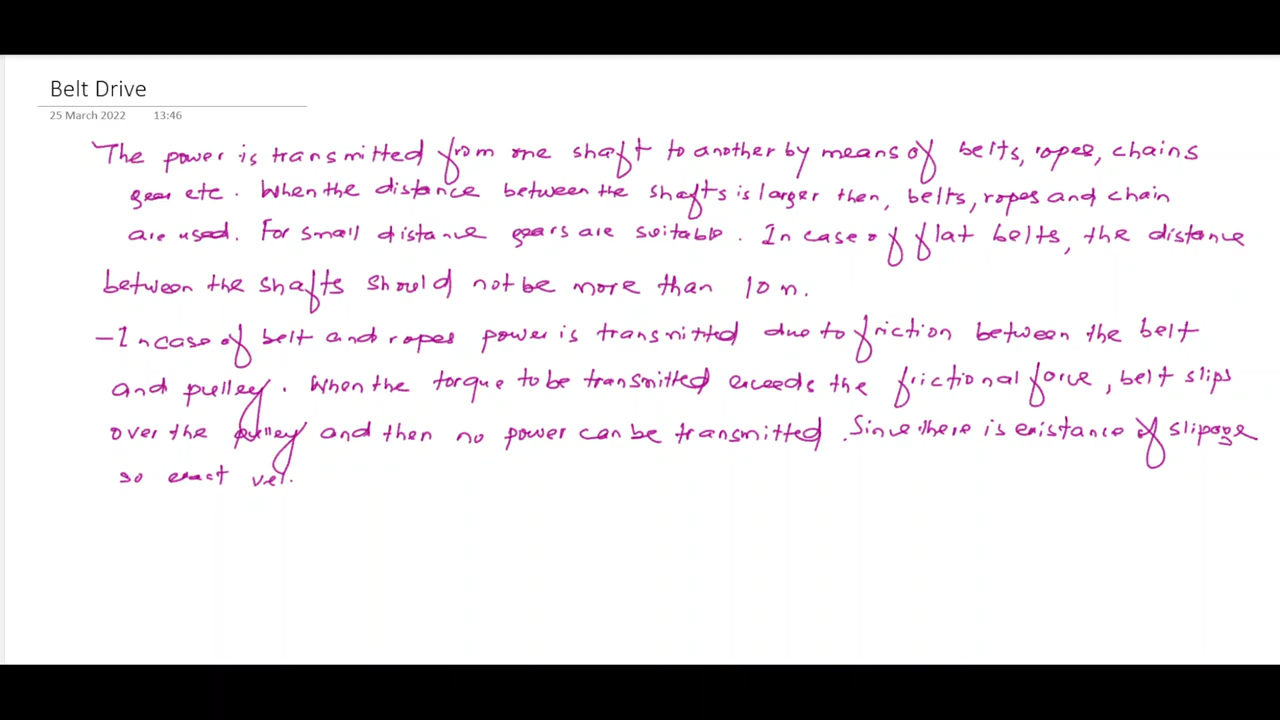 Belt Drive
25 March 2022 13:46
The power is transmitted from one shaft to another by means of belts, ropes, chains
gear etc. When the distance between the shafts is larger then, belts, ropes and chain
are used. For small distance gears are suitable. In case of flat belts, the distance
between the shafts should not be more than 10 m.
- In case of belt and ropes power is transmitted due to friction between the belt
and pulley. When the torque to be transmitted exceeds the frictional force, belt slips
over the pulley and then no power can be transmitted. Since there is existance of slipage
so exact vel.